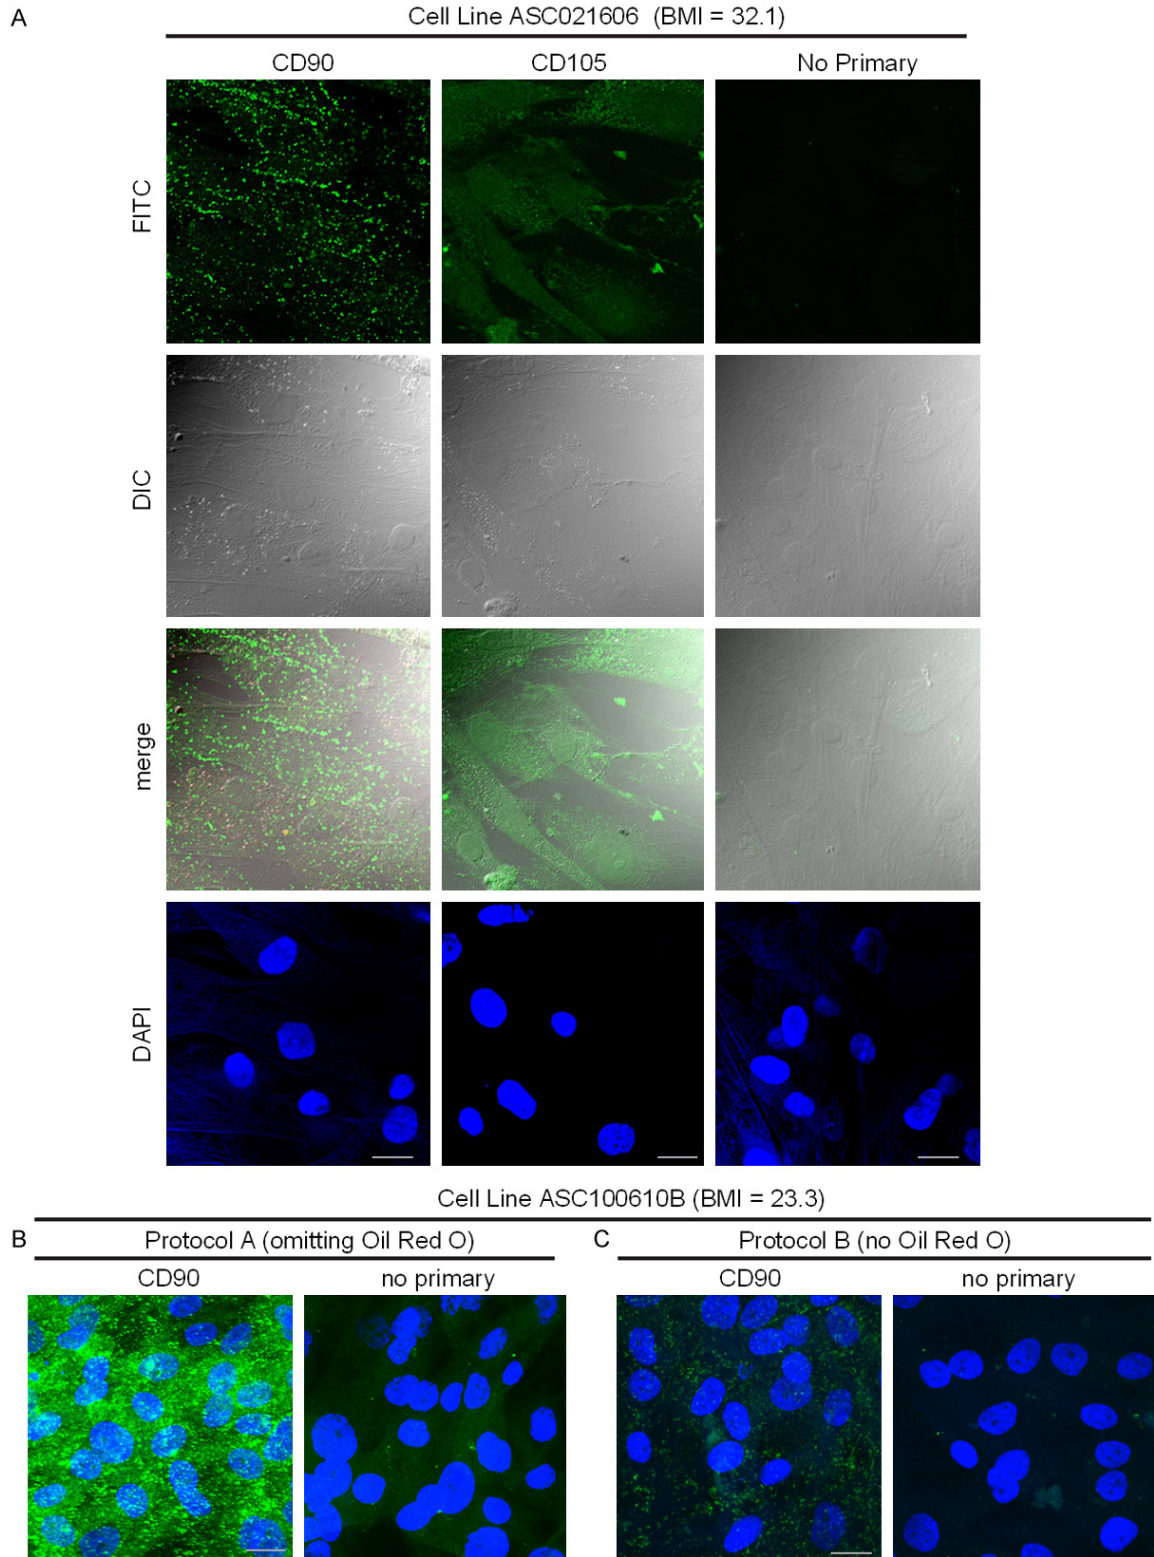 A
Cell Line ASC021606 (BMI = 32.1)
CD90 CD105 No Primary
FITC
DIC
merge
DAPI
Cell Line ASC100610B (BMI = 23.3)
B Protocol A (omitting Oil Red O) C Protocol B (no Oil Red O)
CD90 no primary CD90 no primary